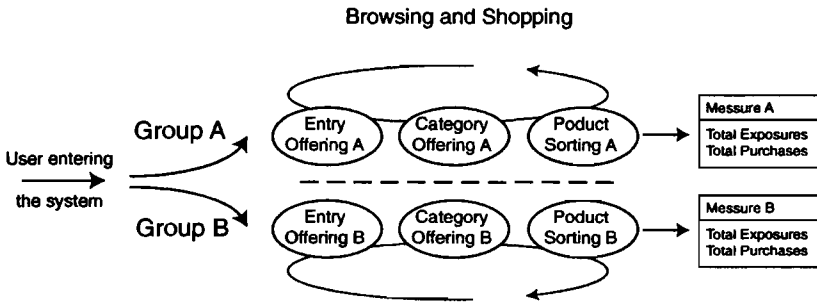 Browsing and Shopping
Group A
Entry
Offering A
Category
Offering A
Poduct
Sorting A
Messure A
Total Exposures
Total Purchases
User entering
the system
Group B
Entry
Offering B
Category
Offering B
Poduct
Sorting B
Messure B
Total Exposures
Total Purchases